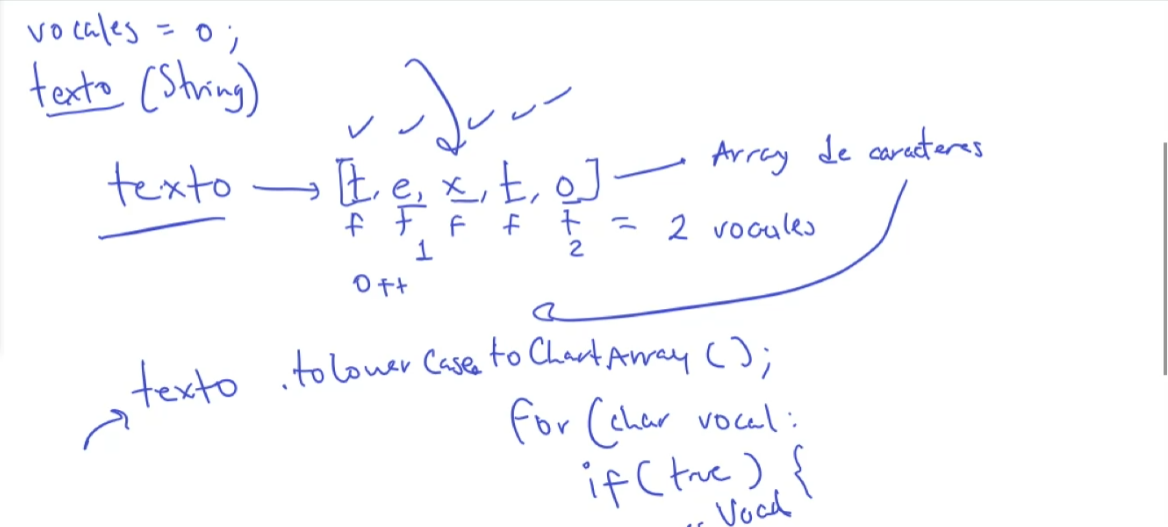 vocales = 0;
texto (String)
texto → [t, e, x, t, o] — Array de caracteres
f F F f t = 2 vocales
1 2
0 ++
texto .toLowerCase.toChartArray();
for (char vocal:
if (true) {
Vocal